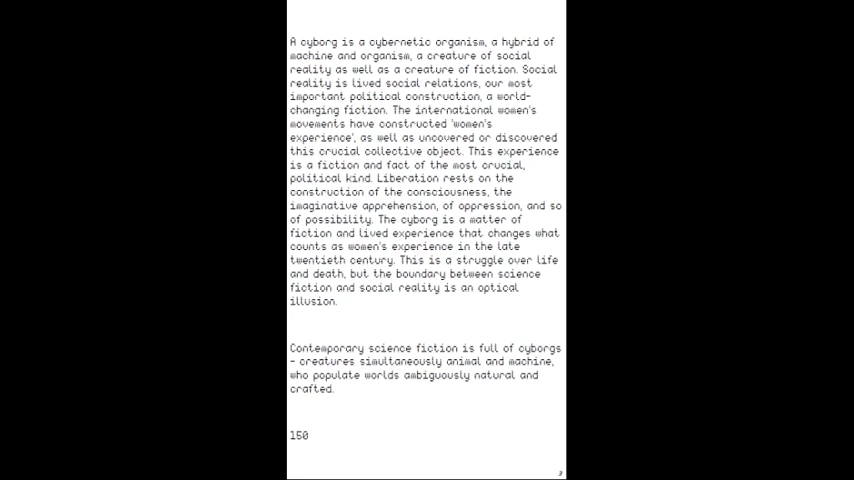 A cyborg is a cybernetic organism, a hybrid of
machine and organism, a creature of social
reality as well as a creature of fiction. Social
reality is lived social relations, our most
important political construction, a world-
changing fiction. The international women's
movements have constructed 'women's
experience', as well as uncovered or discovered
this crucial collective object. This experience
is a fiction and fact of the most crucial,
political kind. Liberation rests on the
construction of the consciousness, the
imaginative apprehension, of oppression, and so
of possibility. The cyborg is a matter of
fiction and lived experience that changes what
counts as women's experience in the late
twentieth century. This is a struggle over life
and death, but the boundary between science
fiction and social reality is an optical
illusion.
Contemporary science fiction is full of cyborgs
- creatures simultaneously animal and machine,
who populate worlds ambiguously natural and
crafted.
150